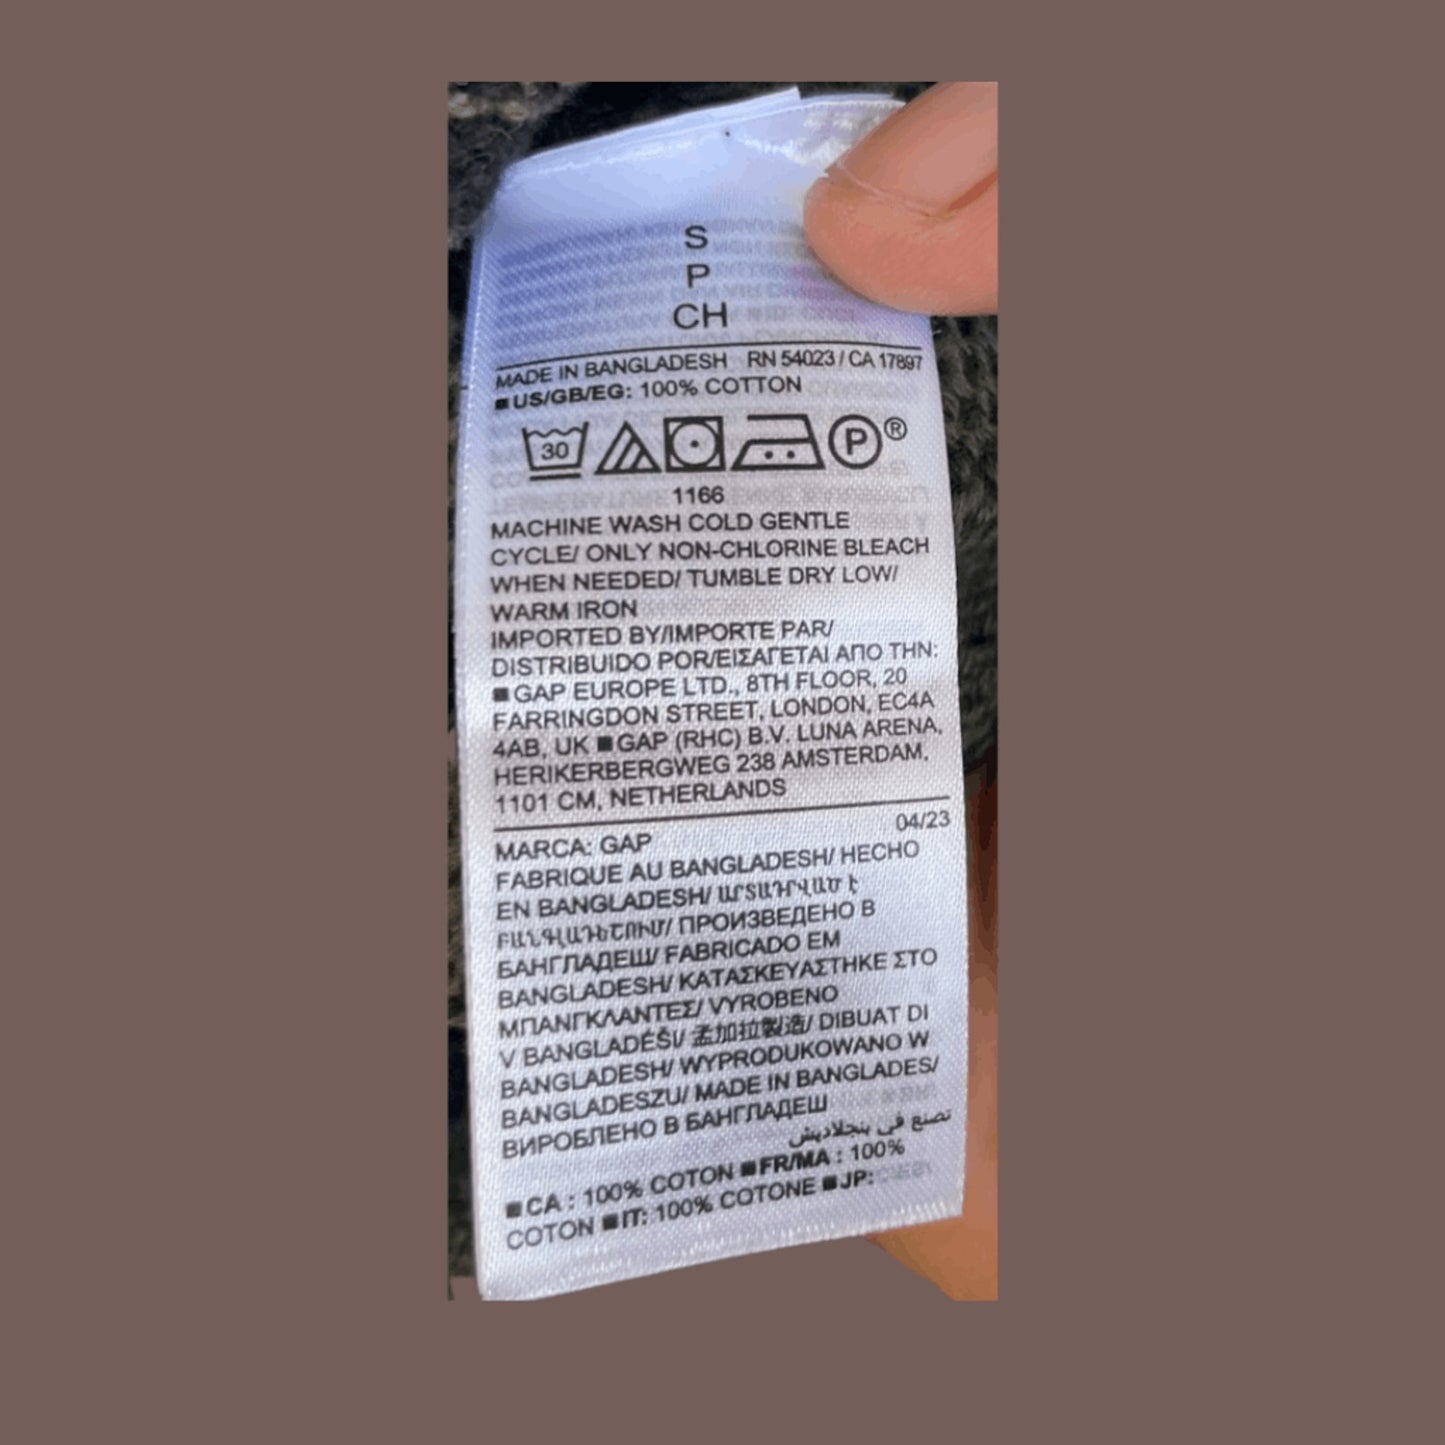 S
P
CH
MADE IN BANGLADESH RN 54023 / CA 17897
■US/GB/EG: 100% COTTON
30 P ®
1166
MACHINE WASH COLD GENTLE
CYCLE/ ONLY NON-CHLORINE BLEACH
WHEN NEEDED/ TUMBLE DRY LOW/
WARM IRON
IMPORTED BY/IMPORTE PAR/
DISTRIBUIDO POR/ΕΙΣΑΓΕΤΑΙ ΑΠΟ ΤΗΝ:
■GAP EUROPE LTD., 8TH FLOOR, 20
FARRINGDON STREET, LONDON, EC4A
4AB, UK ■GAP (RHC) B.V. LUNA ARENA,
HERIKERBERGWEG 238 AMSTERDAM,
1101 CM, NETHERLANDS
04/23
MARCA: GAP
FABRIQUE AU BANGLADESH/ HECHO
EN BANGLADESH/ ԱՐՏԱԴՐՎԱԾ Է
ԲԱՆԳԼԱԴԵՇՈՒՄ/ ПРОИЗВЕДЕНО В
БАНГЛАДЕШ/ FABRICADO EM
BANGLADESH/ ΚΑΤΑΣΚΕΥΑΣΤΗΚΕ ΣΤΟ
ΜΠΑΝΓΚΛΑΝΤΕΣ/ VYROBENO
V BANGLADÉŠI/ 孟加拉製造/ DIBUAT DI
BANGLADESH/ WYPRODUKOWANO W
BANGLADESZU/ MADE IN BANGLADES/
ВИРОБЛЕНО В БАНГЛАДЕШ
تصنع في بنجلاديش
■CA : 100% COTON ■FR/MA : 100%
COTON ■IT: 100% COTONE ■JP: